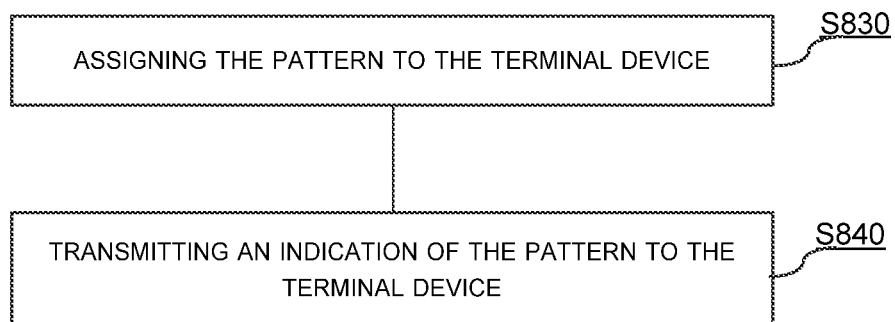 S830
ASSIGNING THE PATTERN TO THE TERMINAL DEVICE
S840
TRANSMITTING AN INDICATION OF THE PATTERN TO THE
TERMINAL DEVICE